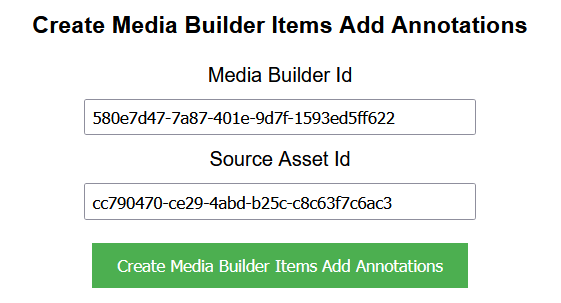 Create Media Builder Items Add Annotations
Media Builder Id
580e7d47-7a87-401e-9d7f-1593ed5ff622
Source Asset Id
cc790470-ce29-4abd-b25c-c8c63f7c6ac3
Create Media Builder Items Add Annotations